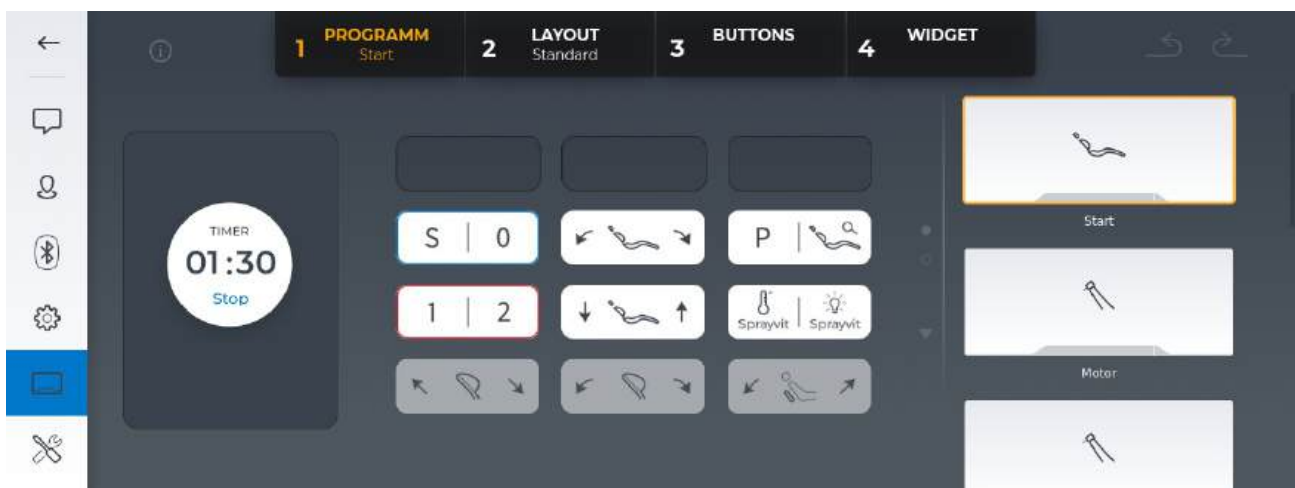 1 PROGRAMM
Start
2 LAYOUT
Standard
3 BUTTONS
4 WIDGET
TIMER
01:30
Stop
S | 0
P
1 | 2
Sprayvit | Sprayvit
Start
Motor